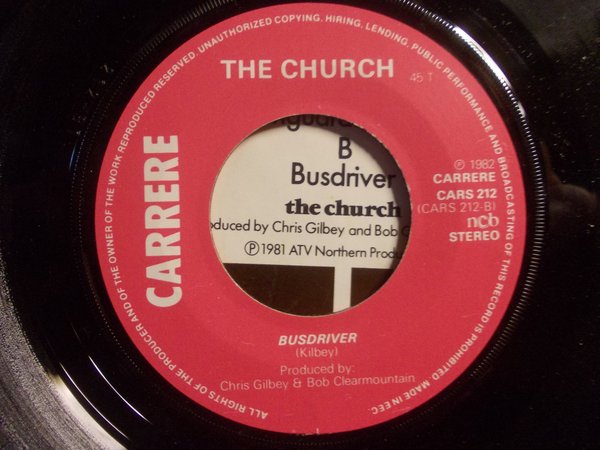 ALL RIGHTS OF THE PRODUCER AND OF THE OWNER OF THE WORK REPRODUCED RESERVED. UNAUTHORIZED COPYING. HIRING, LENDING, PUBLIC PERFORMANCE AND BROADCASTING OF THIS RECORD IS PROHIBITED. MADE IN EEC.
THE CHURCH
45 T
CARRERE
℗ 1982
CARRERE
CARS 212
(CARS 212-B)
ncb
STEREO
B
Busdriver
the church
oduced by Chris Gilbey and Bob
℗1981 ATV Northern Produ
BUSDRIVER
(Kilbey)
Produced by:
Chris Gilbey & Bob Clearmountain